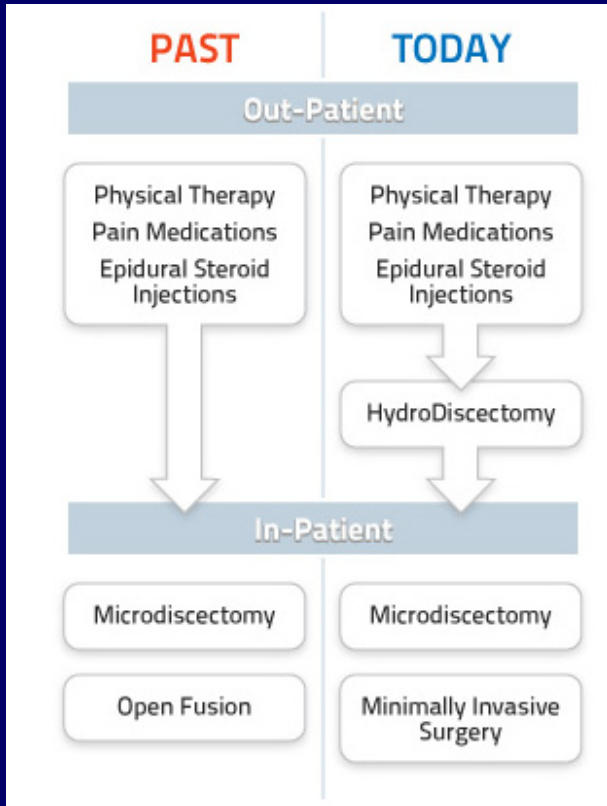 PAST
TODAY
Out-Patient
Physical Therapy
Pain Medications
Epidural Steroid
Injections
Physical Therapy
Pain Medications
Epidural Steroid
Injections
HydroDiscectomy
In-Patient
Microdiscectomy
Open Fusion
Microdiscectomy
Minimally Invasive
Surgery